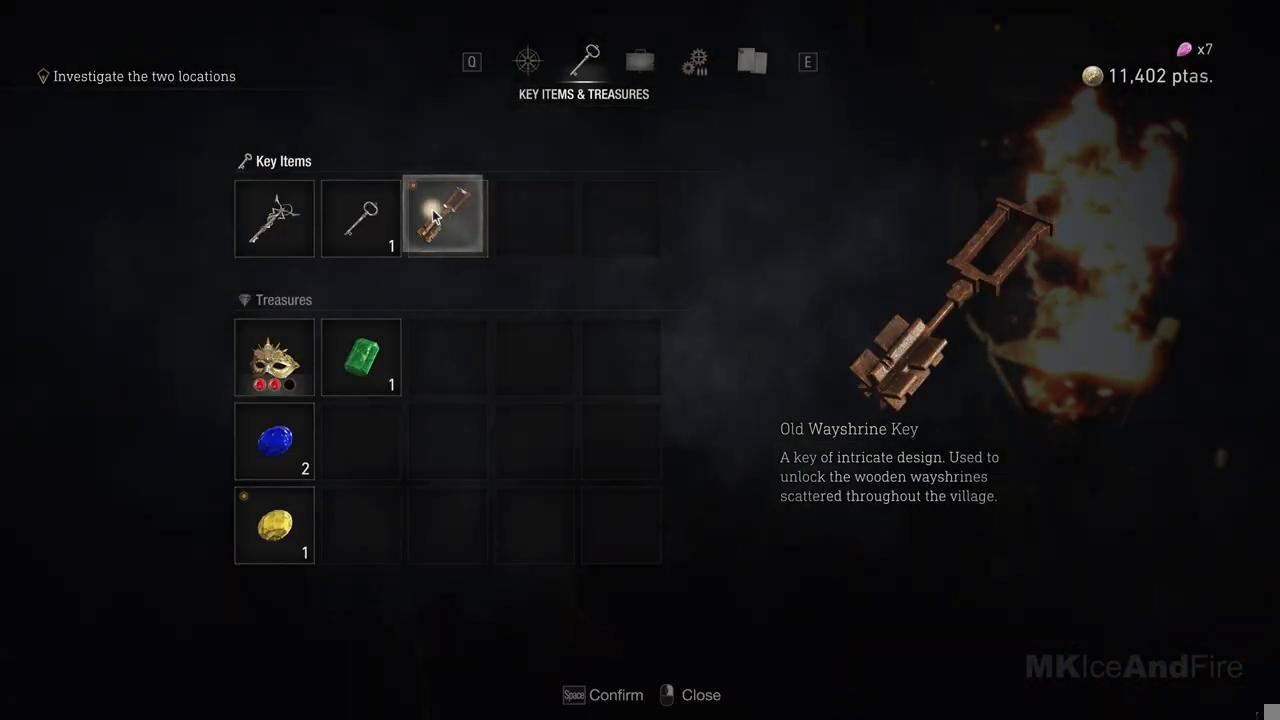 Investigate the two locations
Q
E
KEY ITEMS & TREASURES
x7
11,402 ptas.
Key Items
1
Treasures
1
2
1
Old Wayshrine Key
A key of intricate design. Used to
unlock the wooden wayshrines
scattered throughout the village.
MKIceAndFire
Space Confirm Close